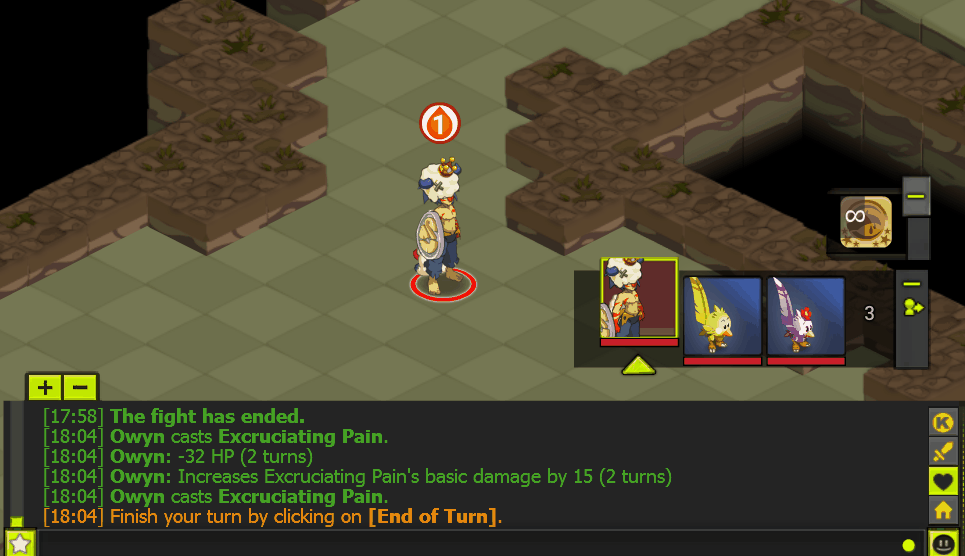 1
∞
3
[17:58] The fight has ended.
[18:04] Owyn casts Excruciating Pain.
[18:04] Owyn: -32 HP (2 turns)
[18:04] Owyn: Increases Excruciating Pain's basic damage by 15 (2 turns)
[18:04] Owyn casts Excruciating Pain.
[18:04] Finish your turn by clicking on [End of Turn].